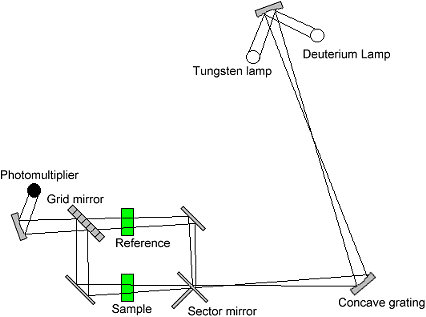 Deuterium Lamp
Tungsten lamp
Photomultiplier
Grid mirror
Reference
Sample
Sector mirror
Concave grating